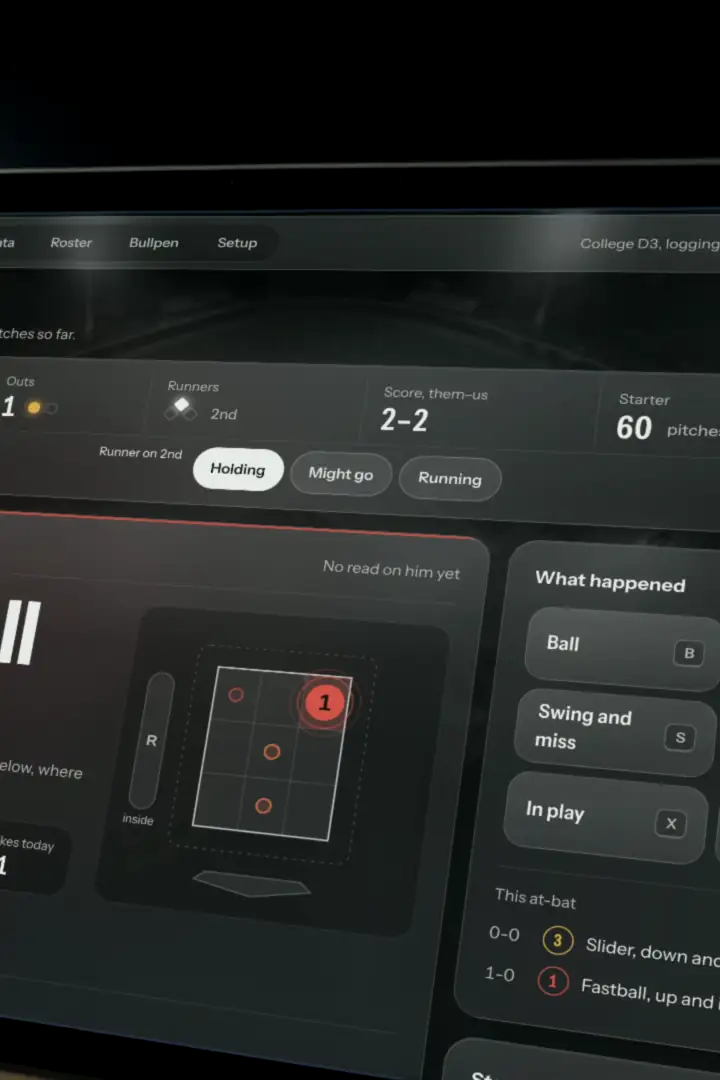 Roster Bullpen Setup College D3, logging
so far.
Outs Runners Score, them–us Starter
1 2nd 2–2 60
Runner on 2nd Holding Might go Running
No read on him yet What happened
Ball B
1
Swing and miss S
R
where
In play X
inside
today
1
This at-bat
0–0 3 Slider, down and
1–0 1 Fastball, up and